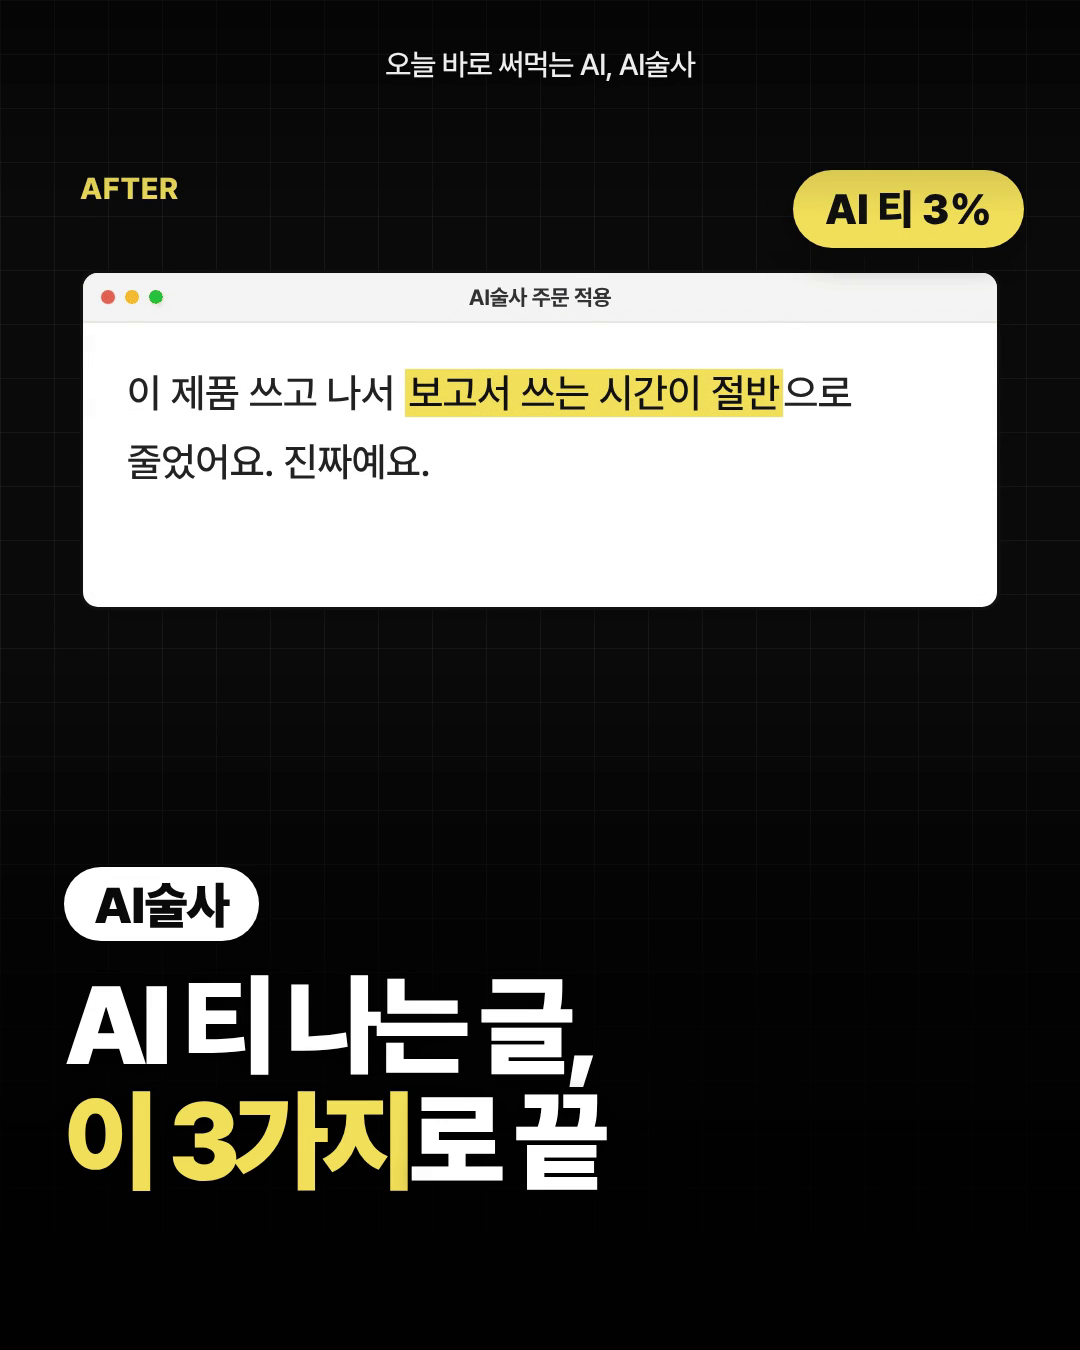 오늘 바로 써먹는 AI, AI술사
AFTER
AI 티 3%
AI술사 주문 적용
이 제품 쓰고 나서 보고서 쓰는 시간이 절반으로
줄었어요. 진짜예요.
AI술사
AI 티 나는 글,
이 3가지로 끝